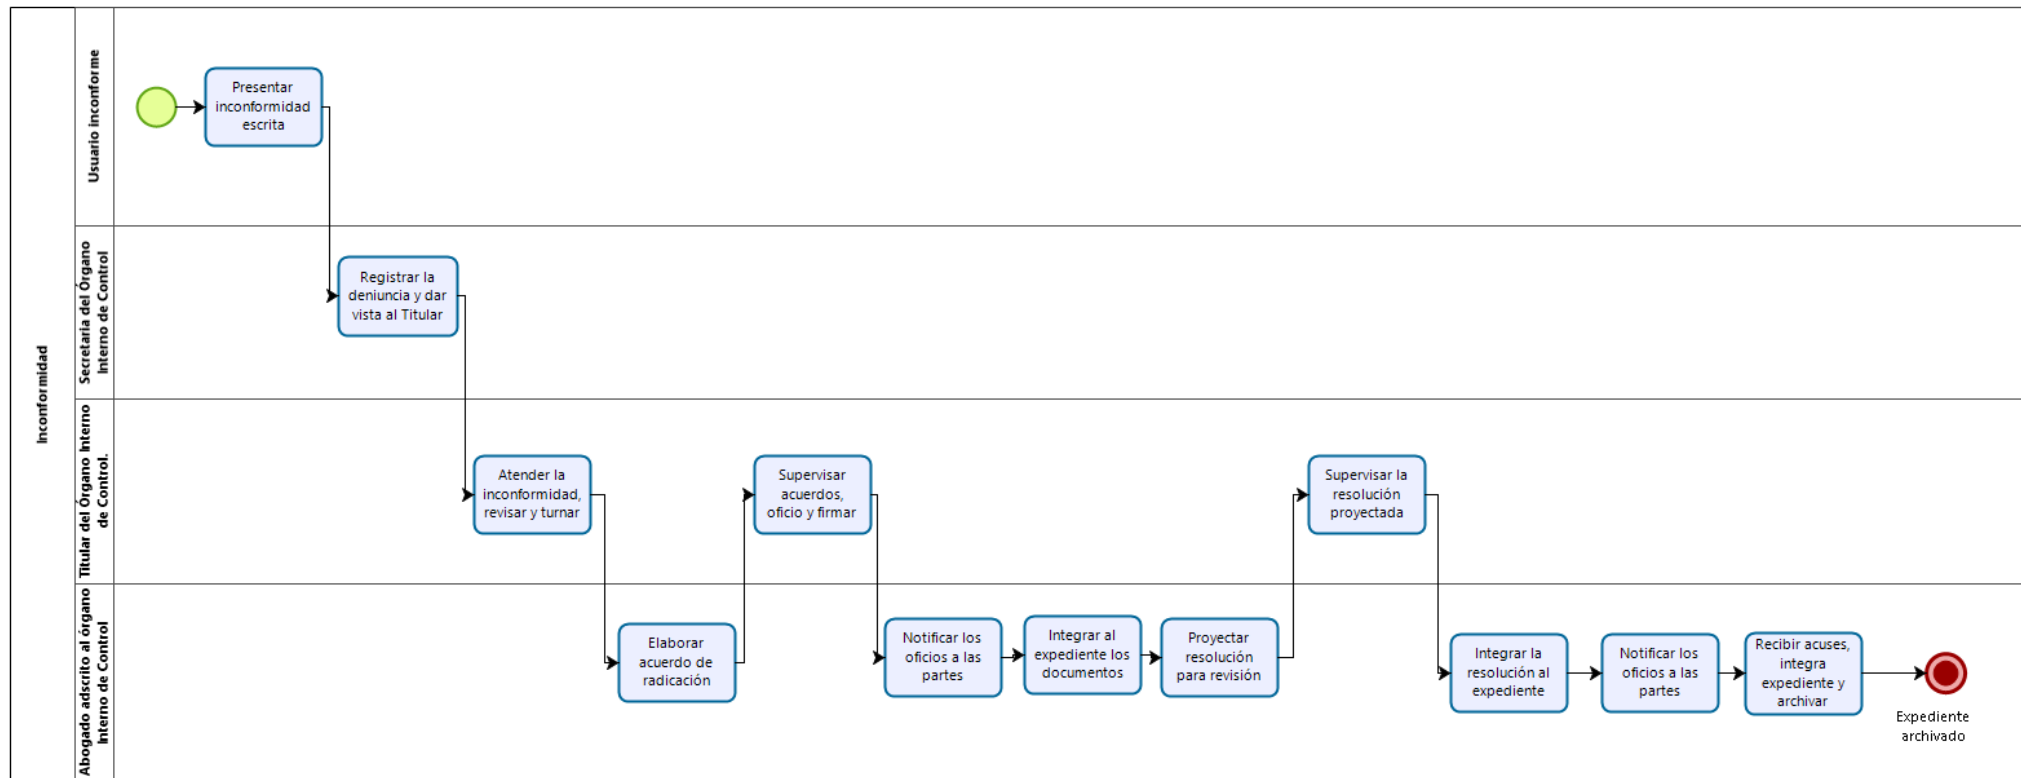 Inconformidad
Usuario inconforme
Presentar
inconformidad
escrita
Secretaria del Órgano
Interno de Control
Registrar la
deniuncia y dar
vista al Titular
Titular del Órgano Interno
de Control.
Atender la
inconformidad,
revisar y turnar
Supervisar
acuerdos,
oficio y firmar
Supervisar la
resolución
proyectada
Abogado adscrito al órgano
Interno de Control
Elaborar
acuerdo de
radicación
Notificar los
oficios a las
partes
Integrar al
expediente los
documentos
Proyectar
resolución
para revisión
Integrar la
resolución al
expediente
Notificar los
oficios a las
partes
Recibir acuses,
integra
expediente y
archivar
Expediente
archivado